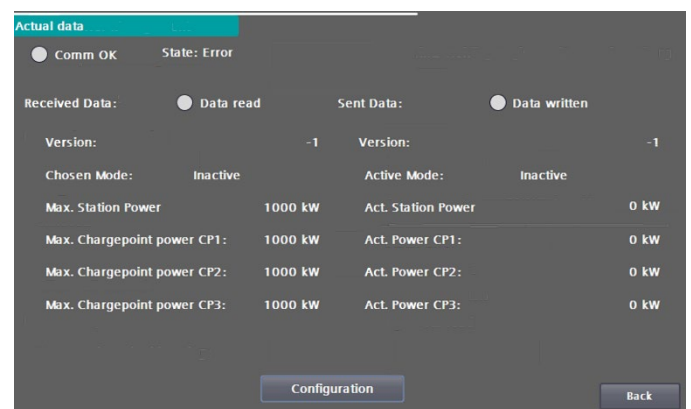 Actual data
Comm OK State: Error
Received Data: Data read Sent Data: Data written
Version: -1 Version: -1
Chosen Mode: Inactive Active Mode: Inactive
Max. Station Power 1000 kW Act. Station Power 0 kW
Max. Chargepoint power CP1: 1000 kW Act. Power CP1: 0 kW
Max. Chargepoint power CP2: 1000 kW Act. Power CP2: 0 kW
Max. Chargepoint power CP3: 1000 kW Act. Power CP3: 0 kW
Configuration Back